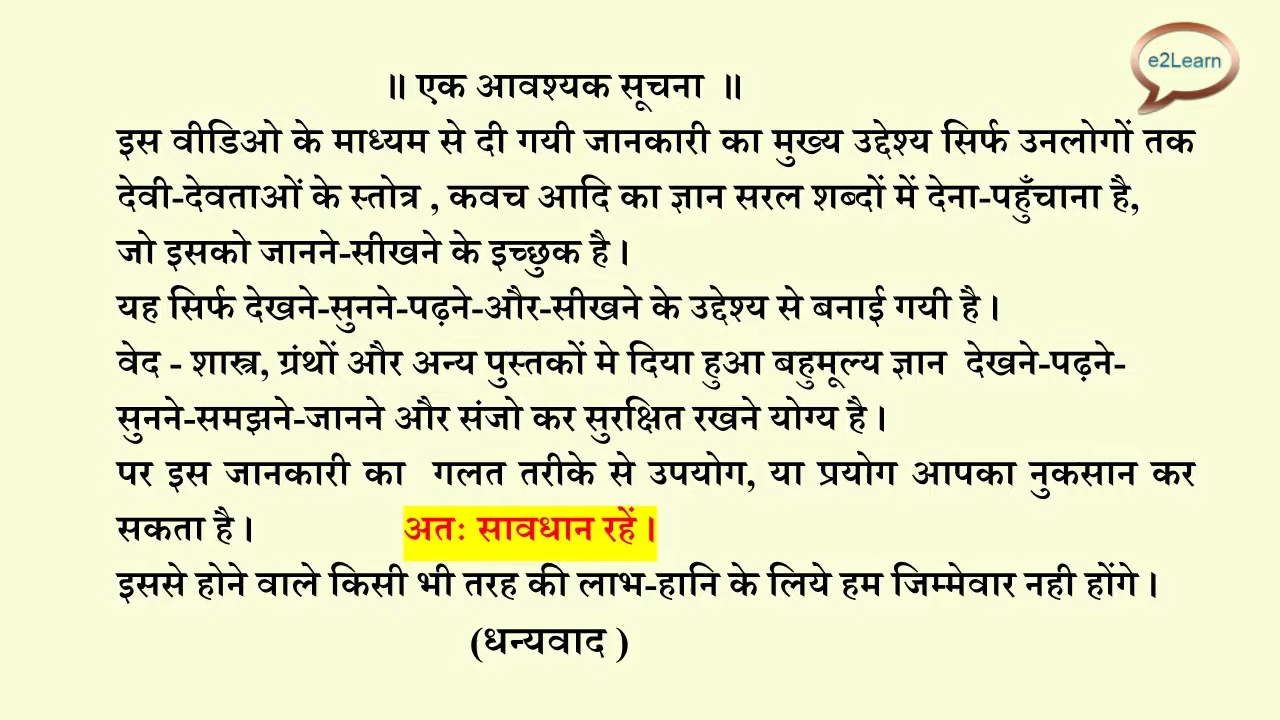 e2Learn
॥ एक आवश्यक सूचना ॥
इस वीडिओ के माध्यम से दी गयी जानकारी का मुख्य उद्देश्य सिर्फ उनलोगों तक
देवी-देवताओं के स्तोत्र , कवच आदि का ज्ञान सरल शब्दों में देना-पहुँचाना है,
जो इसको जानने-सीखने के इच्छुक है ।
यह सिर्फ देखने-सुनने-पढ़ने-और-सीखने के उद्देश्य से बनाई गयी है ।
वेद - शास्त्र, ग्रंथों और अन्य पुस्तकों मे दिया हुआ बहुमूल्य ज्ञान देखने-पढ़ने-
सुनने-समझने-जानने और संजो कर सुरक्षित रखने योग्य है ।
पर इस जानकारी का गलत तरीके से उपयोग, या प्रयोग आपका नुकसान कर
सकता है । अतः सावधान रहें ।
इससे होने वाले किसी भी तरह की लाभ-हानि के लिये हम जिम्मेवार नही होंगे ।
(धन्यवाद )